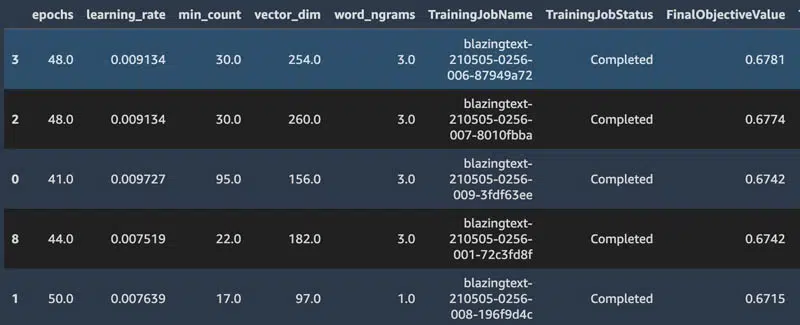 epochs learning_rate min_count vector_dim word_ngrams TrainingJobName TrainingJobStatus FinalObjectiveValue
blazingtext-
3 48.0 0.009134 30.0 254.0 3.0 210505-0256- Completed 0.6781
006-87949a72
blazingtext-
2 48.0 0.009134 30.0 260.0 3.0 210505-0256- Completed 0.6774
007-8010fbba
blazingtext-
0 41.0 0.009727 95.0 156.0 3.0 210505-0256- Completed 0.6742
009-3fdf63ee
blazingtext-
8 44.0 0.007519 22.0 182.0 3.0 210505-0256- Completed 0.6742
001-72c3fd8f
blazingtext-
1 50.0 0.007639 17.0 97.0 1.0 210505-0256- Completed 0.6715
008-196f9d4c